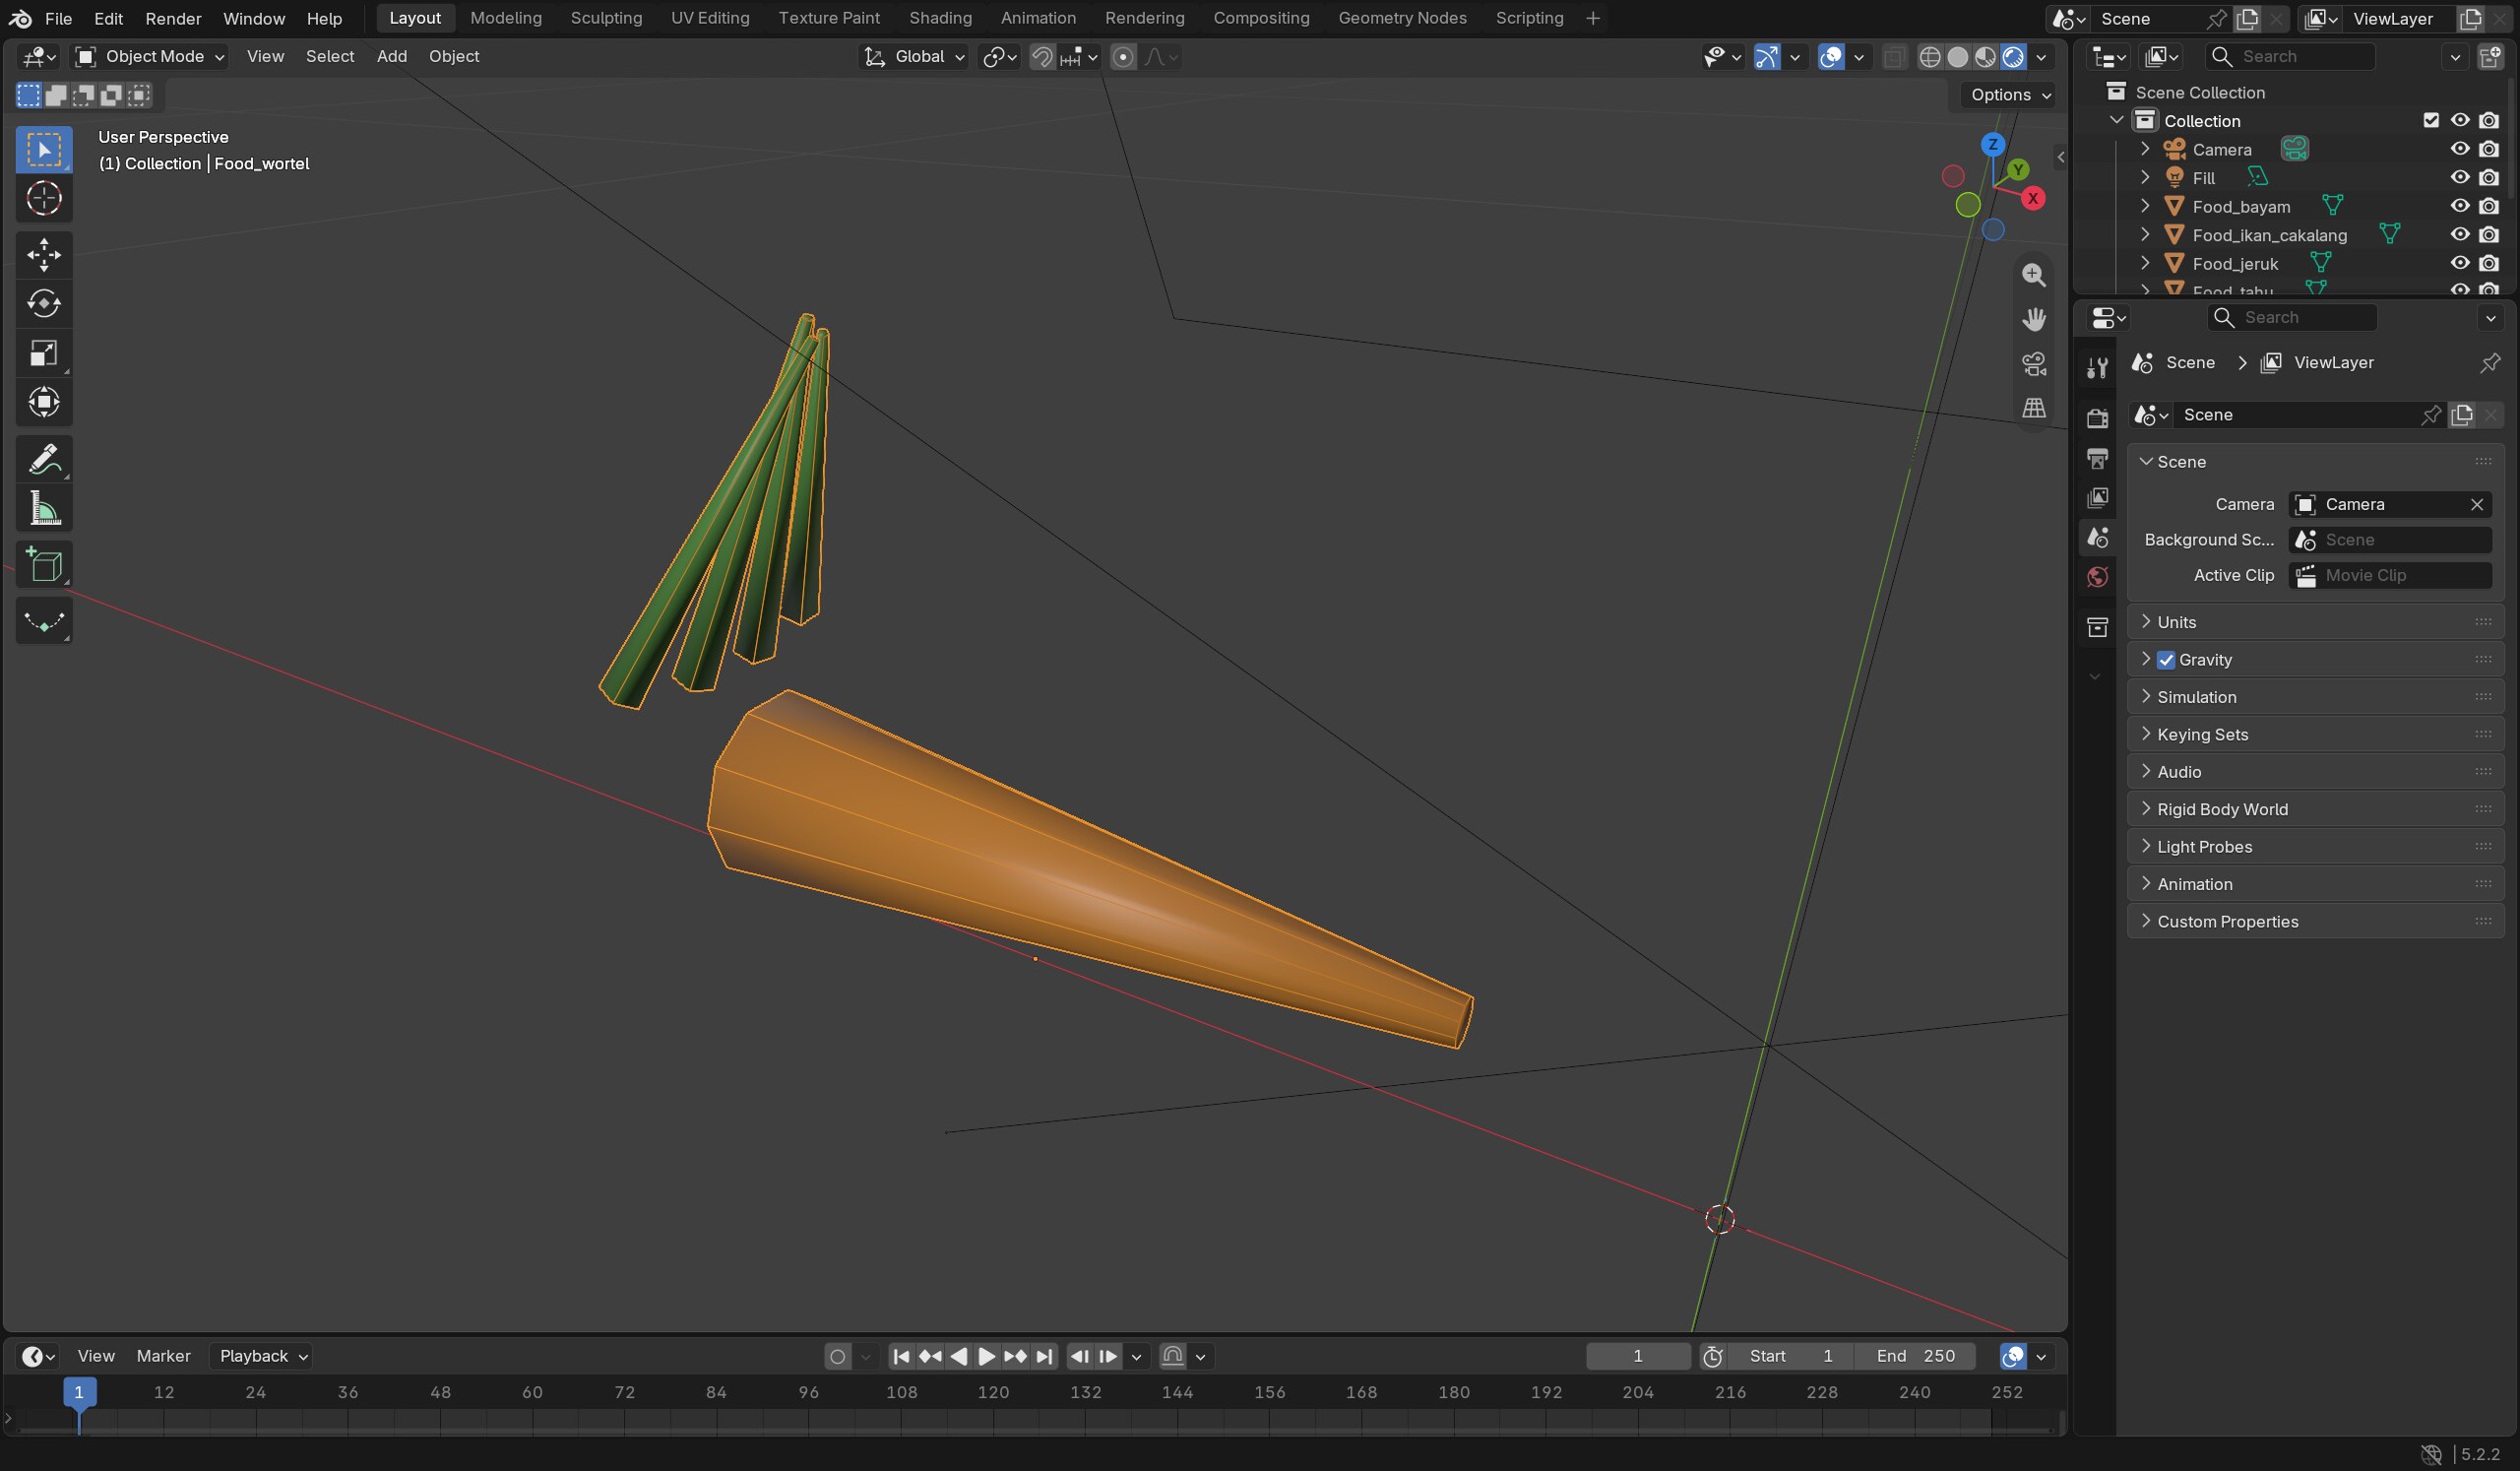 File Edit Render Window Help Layout Modeling Sculpting UV Editing Texture Paint Shading Animation Rendering Compositing Geometry Nodes Scripting Scene ViewLayer
Object Mode View Select Add Object Global Search
Options
User Perspective
(1) Collection | Food_wortel
Z
Y
X
Scene Collection
Collection
Camera
Fill
Food_bayam
Food_ikan_cakalang
Food_jeruk
Food_tahu
Search
Scene ViewLayer
Scene
Scene
Camera Camera
Background Sc... Scene
Active Clip Movie Clip
Units
Gravity
Simulation
Keying Sets
Audio
Rigid Body World
Light Probes
Animation
Custom Properties
View Marker Playback 1 Start 1 End 250
1 12 24 36 48 60 72 84 96 108 120 132 144 156 168 180 192 204 216 228 240 252
5.2.2